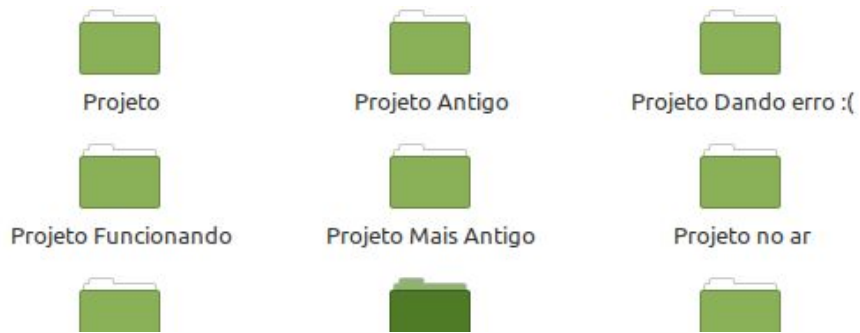 Projeto
Projeto Antigo
Projeto Dando erro :(
Projeto Funcionando
Projeto Mais Antigo
Projeto no ar